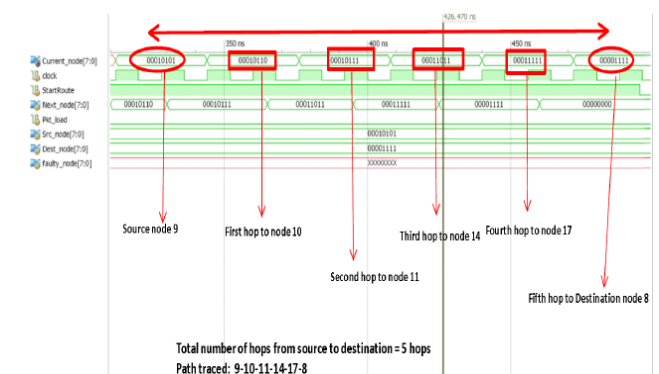 426.470 ns
350 ns 400 ns 450 ns
Current_node[7:0] 00010101 00010110 00010111 00011011 00011111 00001111
clock
StartRoute
Next_node[7:0] 00010110 00010111 00011011 00011111 00001111 00000000
Pkt_load
Src_node[7:0] 00010101
Dest_node[7:0] 00001111
faulty_node[7:0] XXXXXXXX
Source node 9
First hop to node 10
Second hop to node 11
Third hop to node 14
Fourth hop to node 17
Fifth hop to Destination node 8
Total number of hops from source to destination = 5 hops
Path traced: 9-10-11-14-17-8